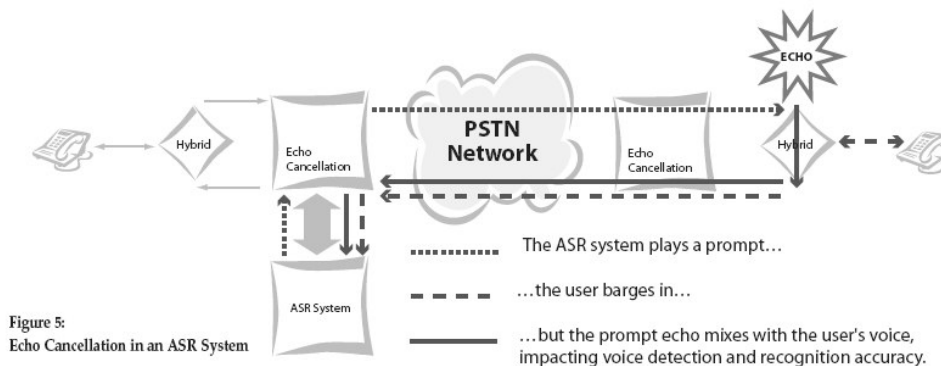 ECHO
PSTN
Network
Hybrid
Echo
Cancellation
Echo
Cancellation
Hybrid
The ASR system plays a prompt…
…the user barges in…
ASR System
Figure 5:
Echo Cancellation in an ASR System
…but the prompt echo mixes with the user's voice,
impacting voice detection and recognition accuracy.